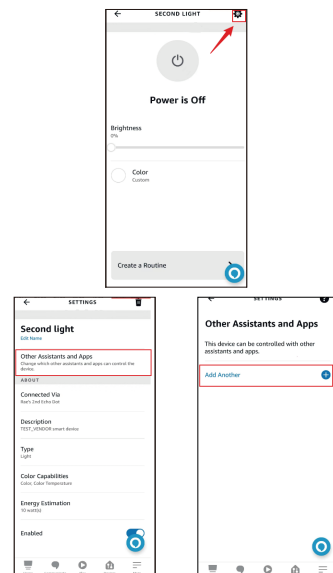 SECOND LIGHT
Power is Off
Brightness
0%
Color
Custom
Create a Routine
SETTINGS
Second light
Edit Name
Other Assistants and Apps
Change which other assistants and apps can control the
device.
ABOUT
Connected Via
Description
TEST_VENDOR smart device
Type
Light
Color Capabilities
Color, Color Temperature
Energy Estimation
10 watt(s)
Enabled
SETTINGS
Other Assistants and Apps
This device can be controlled with other
assistants and apps.
Add Another